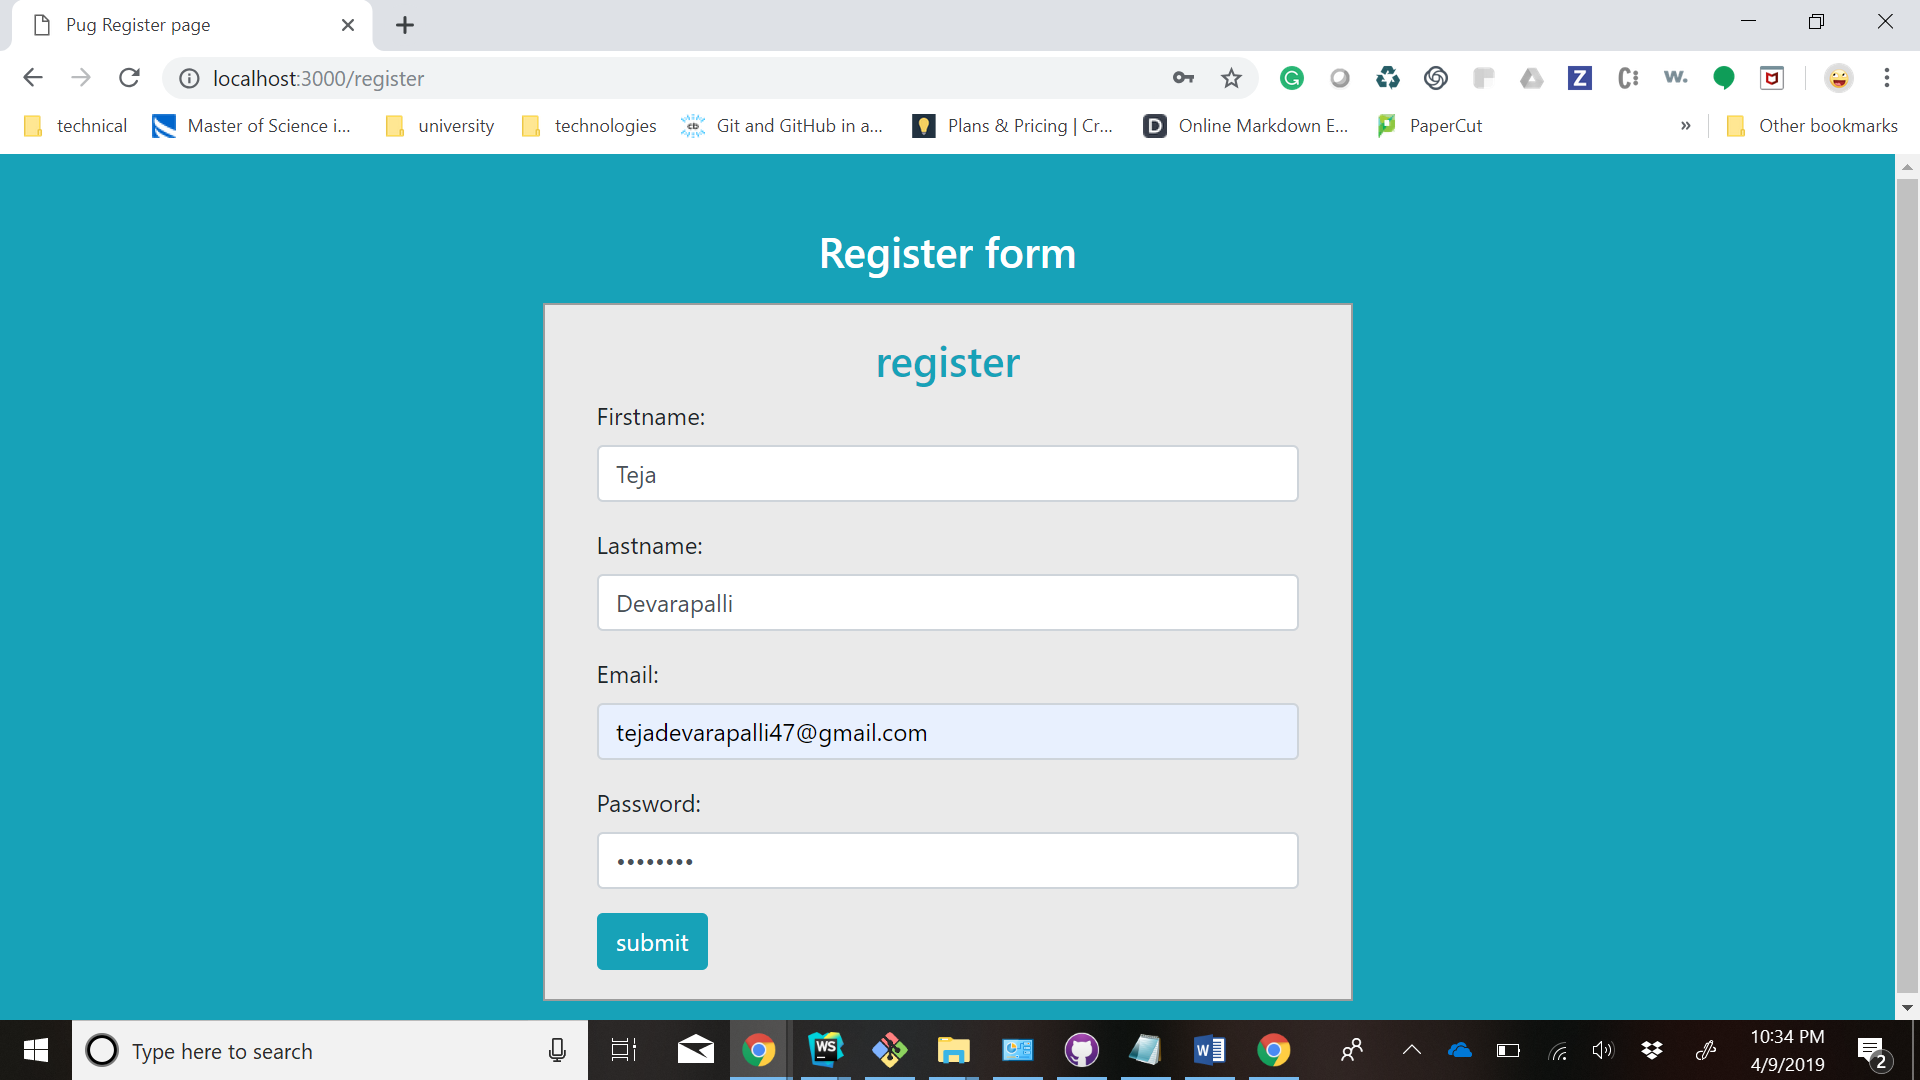 Pug Register page
localhost:3000/register
technical
Master of Science i...
university
technologies
Git and GitHub in a...
Plans & Pricing | Cr...
Online Markdown E...
PaperCut
»
Other bookmarks
Register form
register
Firstname:
Teja
Lastname:
Devarapalli
Email:
tejadevarapalli47@gmail.com
Password:
••••••••
submit
Type here to search
10:34 PM
4/9/2019
2